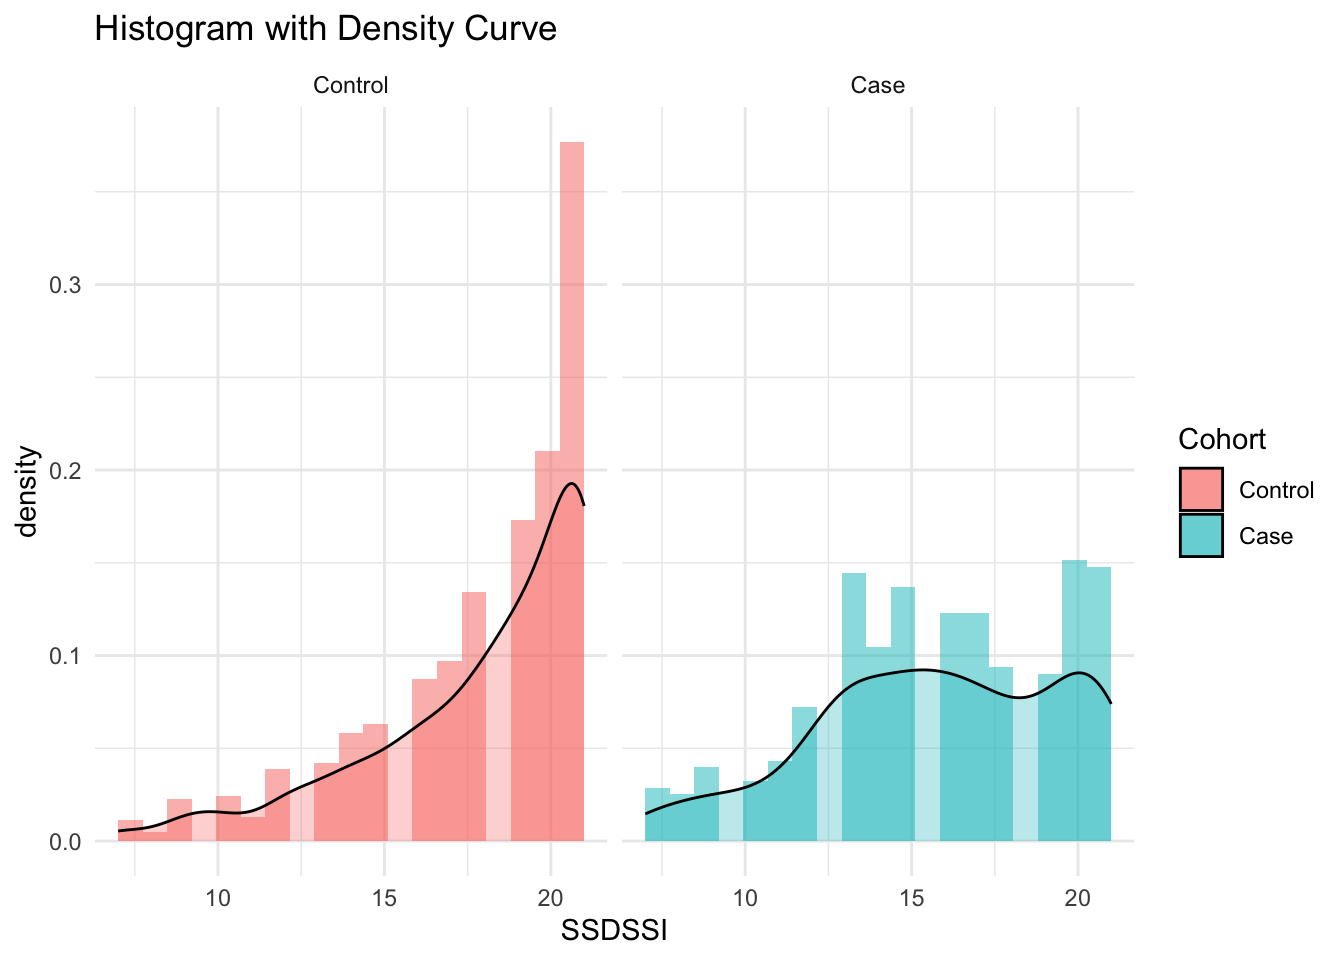 Histogram with Density Curve
Control Case
density
0.3
0.2
0.1
0.0
10 15 20 10 15 20
SSDSSI
Cohort
Control
Case